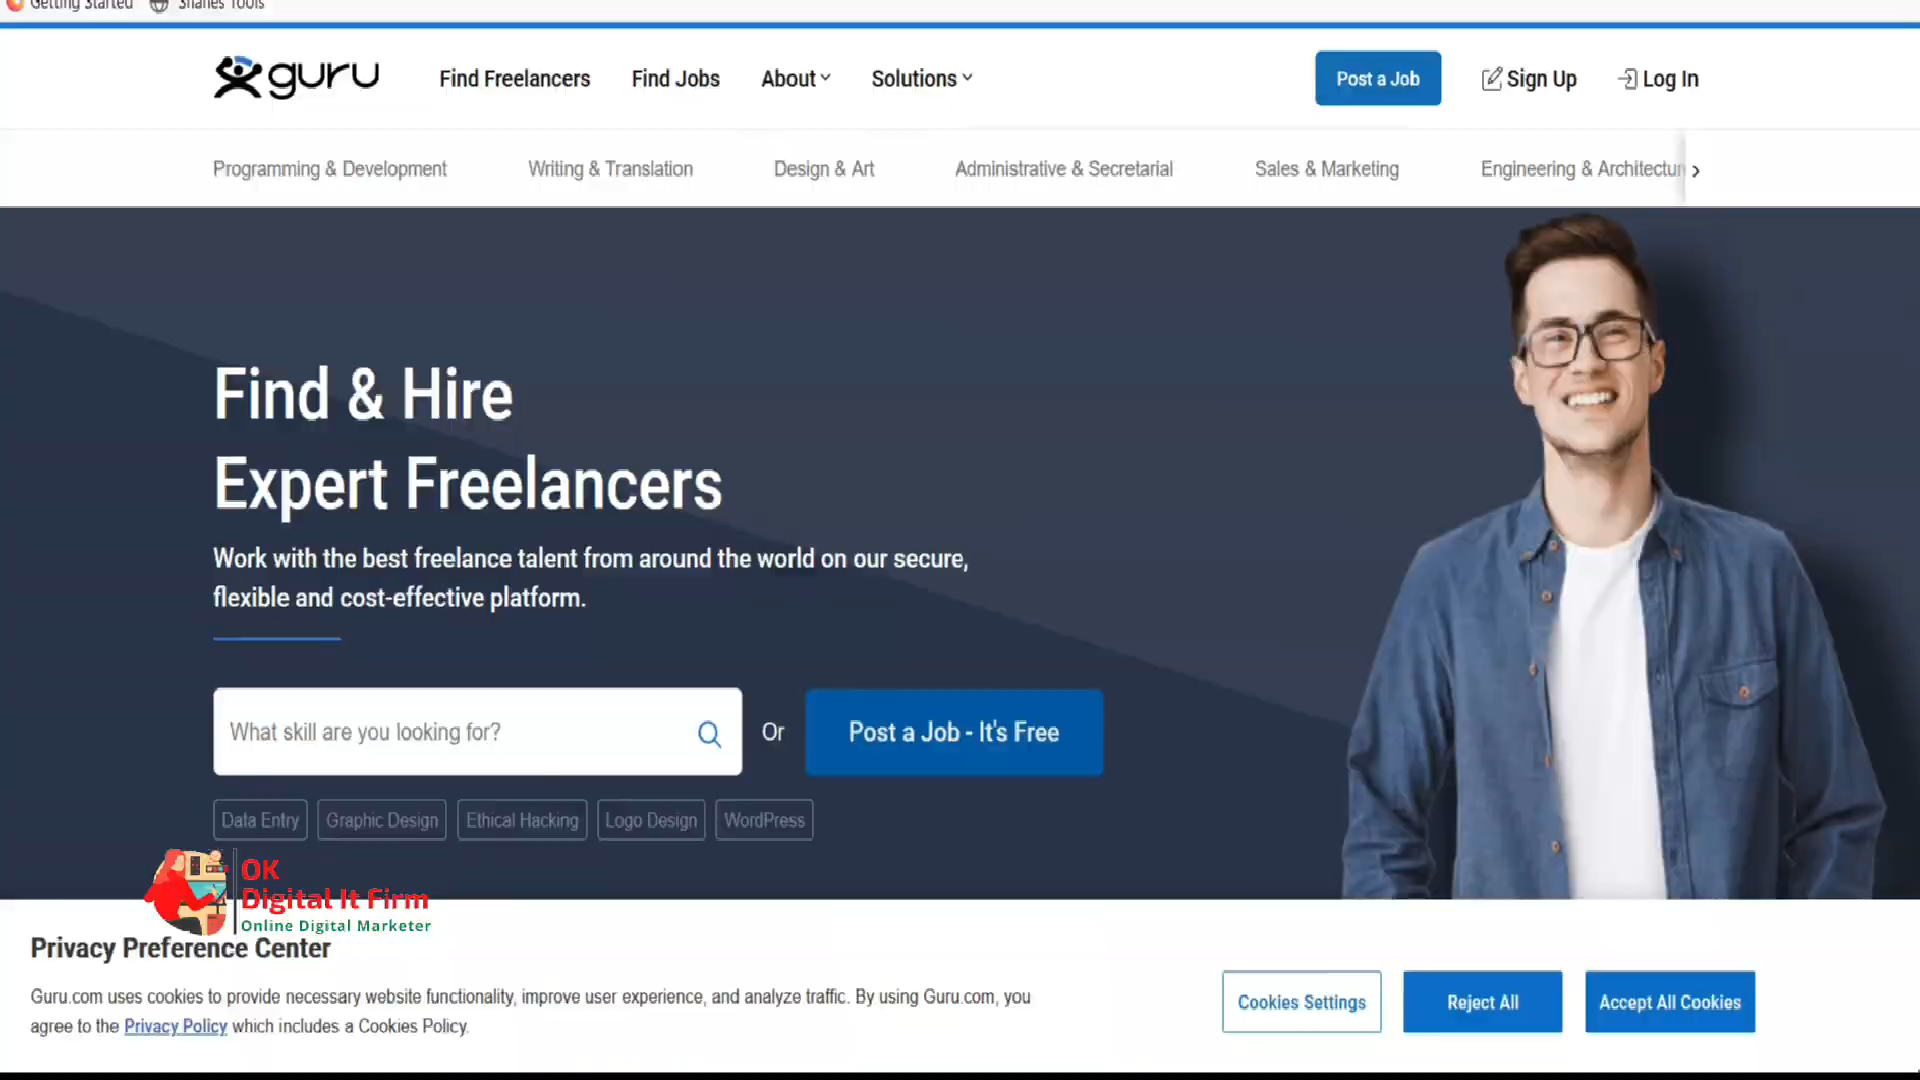 Getting Started Shanes Tools
guru Find Freelancers Find Jobs About Solutions Post a Job Sign Up Log In
Programming & Development Writing & Translation Design & Art Administrative & Secretarial Sales & Marketing Engineering & Architectur
Find & Hire
Expert Freelancers
Work with the best freelance talent from around the world on our secure,
flexible and cost-effective platform.
What skill are you looking for? Or Post a Job - It's Free
Data Entry Graphic Design Ethical Hacking Logo Design WordPress
OK
Digital It Firm
Online Digital Marketer
Privacy Preference Center
Guru.com uses cookies to provide necessary website functionality, improve user experience, and analyze traffic. By using Guru.com, you
agree to the Privacy Policy which includes a Cookies Policy.
Cookies Settings Reject All Accept All Cookies